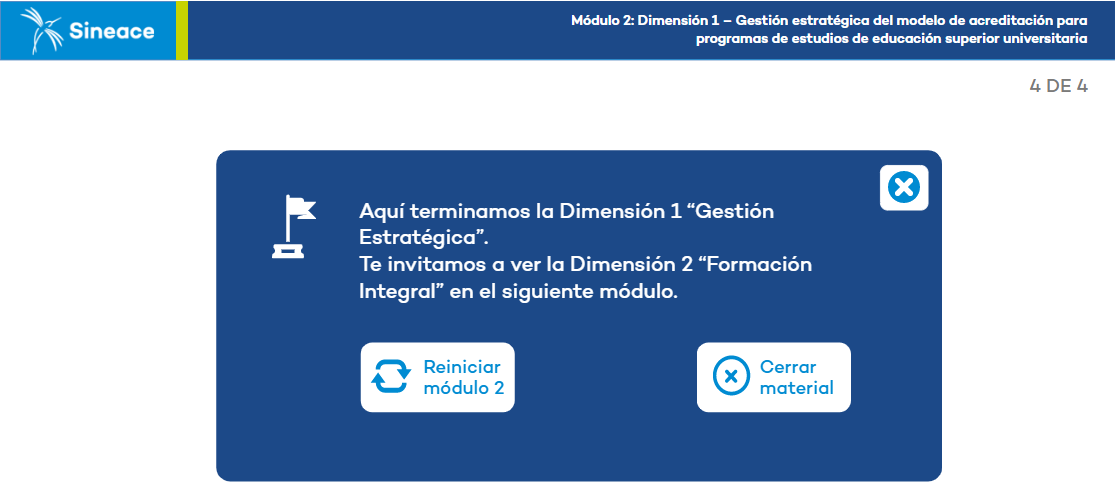 Sineace
Módulo 2: Dimensión 1 – Gestión estratégica del modelo de acreditación para
programas de estudios de educación superior universitaria
4 DE 4
Aquí terminamos la Dimensión 1 “Gestión
Estratégica”.
Te invitamos a ver la Dimensión 2 “Formación
Integral” en el siguiente módulo.
Reiniciar
módulo 2
Cerrar
material